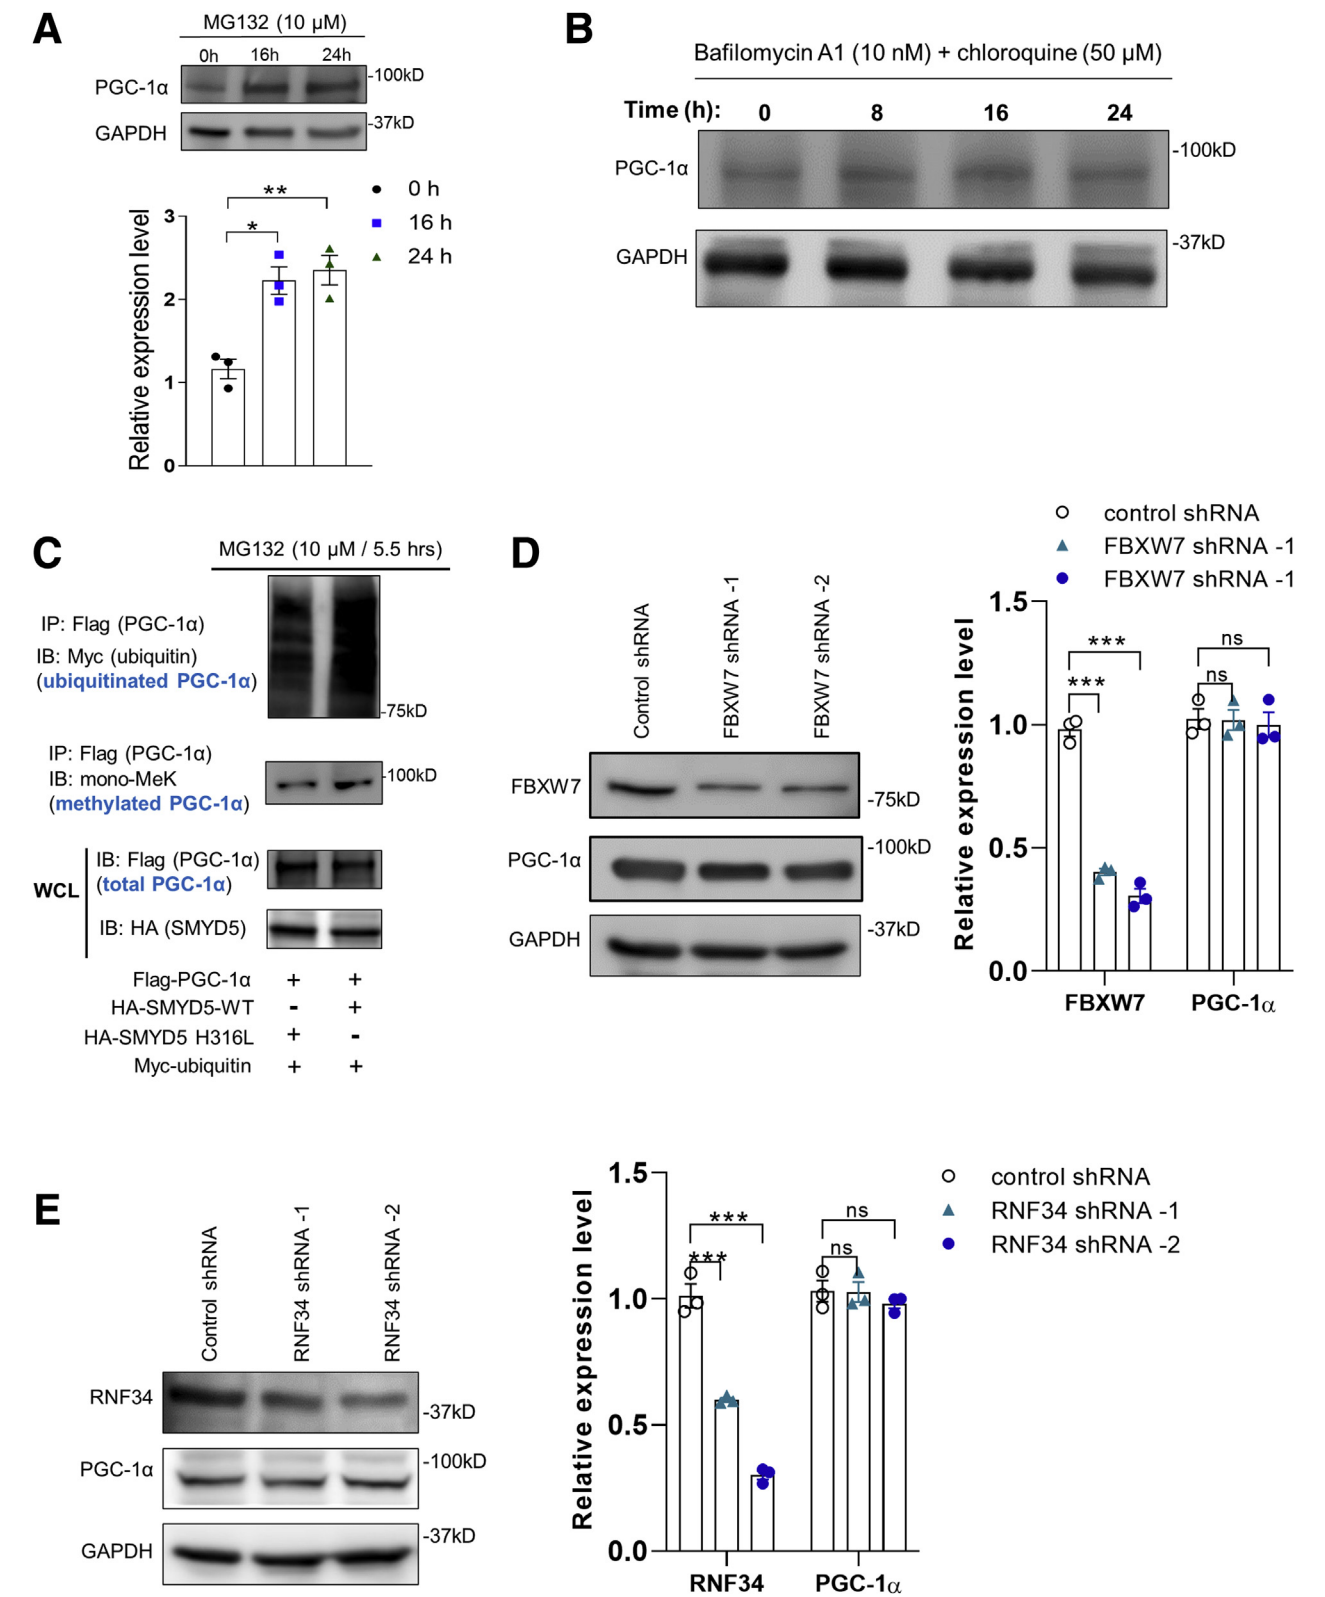 A
MG132 (10 µM)
0h 16h 24h
PGC-1α
-100kD
GAPDH
-37kD
** 
*
0 h
16 h
24 h
Relative expression level
3
2
1
0
B
Bafilomycin A1 (10 nM) + chloroquine (50 µM)
Time (h): 0 8 16 24
PGC-1α
-100kD
GAPDH
-37kD
C
MG132 (10 µM / 5.5 hrs)
IP: Flag (PGC-1α)
IB: Myc (ubiquitin)
(ubiquitinated PGC-1α)
-75kD
IP: Flag (PGC-1α)
IB: mono-MeK
(methylated PGC-1α)
-100kD
WCL
IB: Flag (PGC-1α)
(total PGC-1α)
IB: HA (SMYD5)
Flag-PGC-1α + +
HA-SMYD5-WT - +
HA-SMYD5 H316L + -
Myc-ubiquitin + +
D
Control shRNA
FBXW7 shRNA -1
FBXW7 shRNA -2
FBXW7
-75kD
PGC-1α
-100kD
GAPDH
-37kD
control shRNA
FBXW7 shRNA -1
FBXW7 shRNA -1
Relative expression level
1.5
1.0
0.5
0.0
***
***
ns
ns
FBXW7 PGC-1α
E
Control shRNA
RNF34 shRNA -1
RNF34 shRNA -2
RNF34
-37kD
PGC-1α
-100kD
GAPDH
-37kD
Relative expression level
1.5
1.0
0.5
0.0
***
***
ns
ns
RNF34 PGC-1α
control shRNA
RNF34 shRNA -1
RNF34 shRNA -2